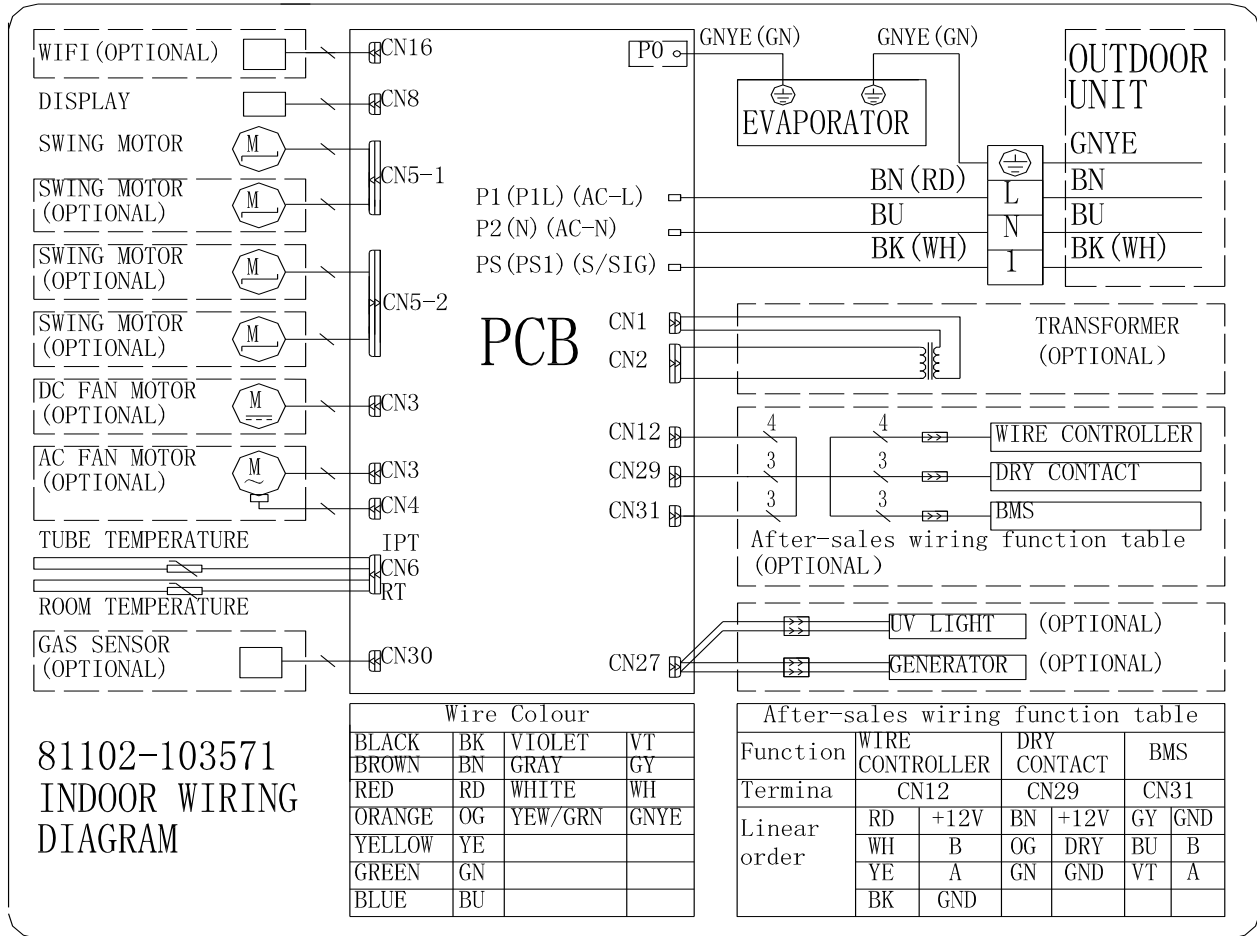 WIFI(OPTIONAL)
CN16
DISPLAY
CN8
SWING MOTOR
M
SWING MOTOR
(OPTIONAL)
M
CN5-1
SWING MOTOR
(OPTIONAL)
M
SWING MOTOR
(OPTIONAL)
M
CN5-2
DC FAN MOTOR
(OPTIONAL)
M
CN3
AC FAN MOTOR
(OPTIONAL)
M
~
CN3
CN4
TUBE TEMPERATURE
IPT
CN6
RT
ROOM TEMPERATURE
GAS SENSOR
(OPTIONAL)
CN30
PCB
P0
GNYE(GN)
GNYE(GN)
EVAPORATOR
OUTDOOR
UNIT
GNYE
P1(P1L)(AC-L)
BN(RD)
L
BN
P2(N)(AC-N)
BU
N
BU
PS(PS1)(S/SIG)
BK(WH)
1
BK(WH)
CN1
CN2
TRANSFORMER
(OPTIONAL)
CN12
4
4
WIRE CONTROLLER
CN29
3
3
DRY CONTACT
CN31
3
3
BMS
After-sales wiring function table
(OPTIONAL)
CN27
UV LIGHT (OPTIONAL)
GENERATOR (OPTIONAL)
81102-103571
INDOOR WIRING
DIAGRAM
Wire Colour
BLACK BK VIOLET VT
BROWN BN GRAY GY
RED RD WHITE WH
ORANGE OG YEW/GRN GNYE
YELLOW YE
GREEN GN
BLUE BU
After-sales wiring function table
Function WIRE CONTROLLER DRY CONTACT BMS
Termina CN12 CN29 CN31
Linear order
RD +12V BN +12V GY GND
WH B OG DRY BU B
YE A GN GND VT A
BK GND